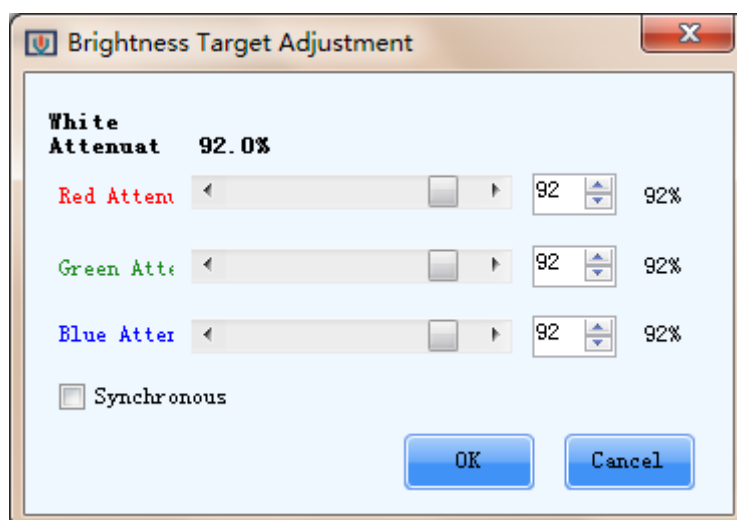 Brightness Target Adjustment
White
Attenuat 92.0%
Red Attenu 92 92%
Green Atte 92 92%
Blue Atter 92 92%
Synchronous
OK Cancel